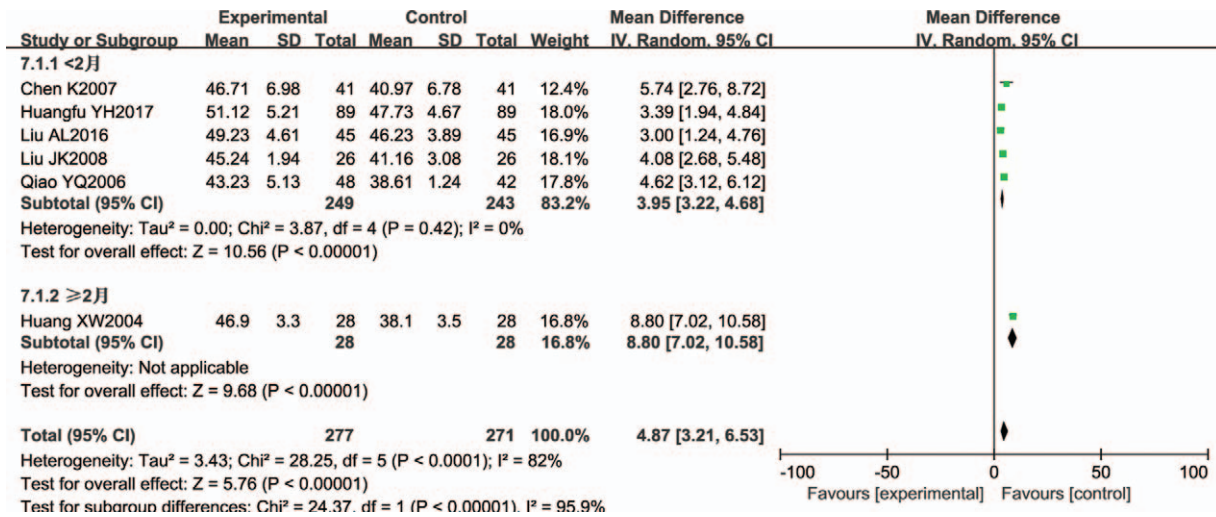 Experimental Control Mean Difference Mean Difference
Study or Subgroup Mean SD Total Mean SD Total Weight IV. Random. 95% CI IV. Random. 95% CI
7.1.1 <2月
Chen K2007 46.71 6.98 41 40.97 6.78 41 12.4% 5.74 [2.76, 8.72]
Huangfu YH2017 51.12 5.21 89 47.73 4.67 89 18.0% 3.39 [1.94, 4.84]
Liu AL2016 49.23 4.61 45 46.23 3.89 45 16.9% 3.00 [1.24, 4.76]
Liu JK2008 45.24 1.94 26 41.16 3.08 26 18.1% 4.08 [2.68, 5.48]
Qiao YQ2006 43.23 5.13 48 38.61 1.24 42 17.8% 4.62 [3.12, 6.12]
Subtotal (95% CI) 249 243 83.2% 3.95 [3.22, 4.68]
Heterogeneity: Tau² = 0.00; Chi² = 3.87, df = 4 (P = 0.42); I² = 0%
Test for overall effect: Z = 10.56 (P < 0.00001)
7.1.2 ≥2月
Huang XW2004 46.9 3.3 28 38.1 3.5 28 16.8% 8.80 [7.02, 10.58]
Subtotal (95% CI) 28 28 16.8% 8.80 [7.02, 10.58]
Heterogeneity: Not applicable
Test for overall effect: Z = 9.68 (P < 0.00001)
Total (95% CI) 277 271 100.0% 4.87 [3.21, 6.53]
Heterogeneity: Tau² = 3.43; Chi² = 28.25, df = 5 (P < 0.0001); I² = 82%
Test for overall effect: Z = 5.76 (P < 0.00001)
Test for subgroup differences: Chi² = 24.37, df = 1 (P < 0.00001), I² = 95.9%
-100 -50 0 50 100
Favours [experimental] Favours [control]